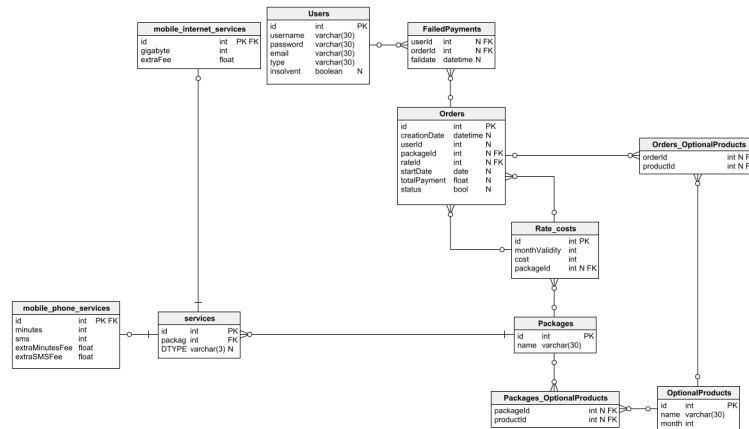 Users
id int PK
username varchar(30)
password varchar(30)
email varchar(30)
type varchar(30)
insolvent boolean N
mobile_internet_services
id int PK FK
gigabyte int
extraFee float
FailedPayments
userId int N FK
orderId int N FK
faildate datetime N
Orders
id int PK
creationDate datetime N
userId int N
packageId int N FK
rateId int N FK
startDate date N
totalPayment float N
status bool N
Orders_OptionalProducts
orderId int N F
productId int N F
Rate_costs
id int PK
monthValidity int
cost int
packageId int N FK
mobile_phone_services
id int PK FK
minutes int
sms int
extraMinutesFee float
extraSMSFee float
services
id int PK
packag int FK
DTYPE varchar(3) N
Packages
id int PK
name varchar(30)
Packages_OptionalProducts
packageId int N FK
productId int N FK
OptionalProducts
id int PK
name varchar(30)
month int